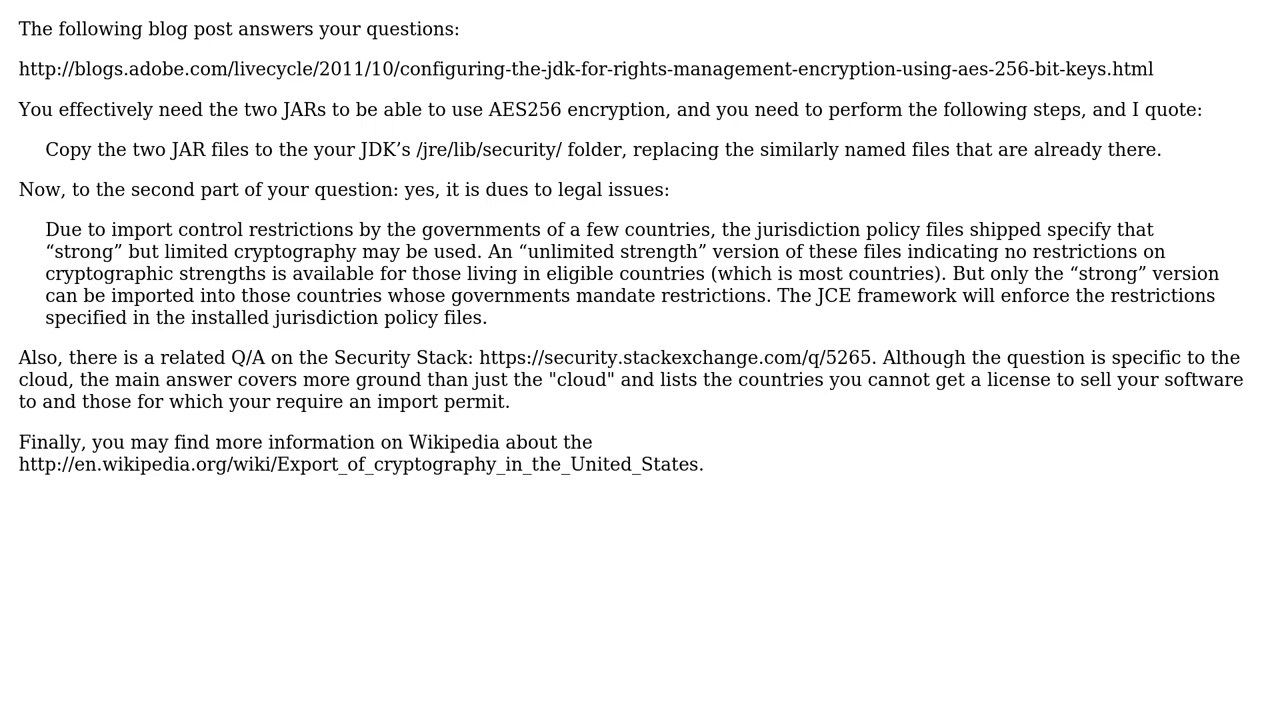 The following blog post answers your questions:
http://blogs.adobe.com/livecycle/2011/10/configuring-the-jdk-for-rights-management-encryption-using-aes-256-bit-keys.html
You effectively need the two JARs to be able to use AES256 encryption, and you need to perform the following steps, and I quote:
Copy the two JAR files to the your JDK’s /jre/lib/security/ folder, replacing the similarly named files that are already there.
Now, to the second part of your question: yes, it is dues to legal issues:
Due to import control restrictions by the governments of a few countries, the jurisdiction policy files shipped specify that
“strong” but limited cryptography may be used. An “unlimited strength” version of these files indicating no restrictions on
cryptographic strengths is available for those living in eligible countries (which is most countries). But only the “strong” version
can be imported into those countries whose governments mandate restrictions. The JCE framework will enforce the restrictions
specified in the installed jurisdiction policy files.
Also, there is a related Q/A on the Security Stack: https://security.stackexchange.com/q/5265. Although the question is specific to the
cloud, the main answer covers more ground than just the "cloud" and lists the countries you cannot get a license to sell your software
to and those for which your require an import permit.
Finally, you may find more information on Wikipedia about the
http://en.wikipedia.org/wiki/Export_of_cryptography_in_the_United_States.